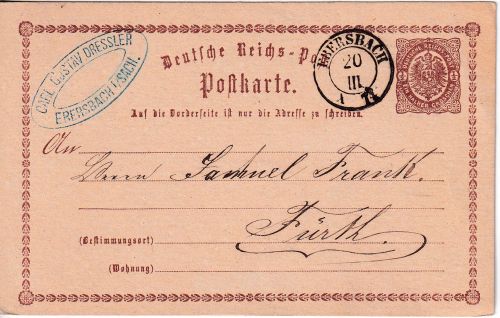 CARL GUSTAV DRESSLER
EBERSBACH i/SACH.
Deutsche Reichs-Po
EBERSBACH
20
III
A
Postkarte.
Auf die Vorderseite ist nur die Adresse zu schreiben.
An
Herrn Samuel Frank.
Fürth.
(Bestimmungsort)
(Wohnung)